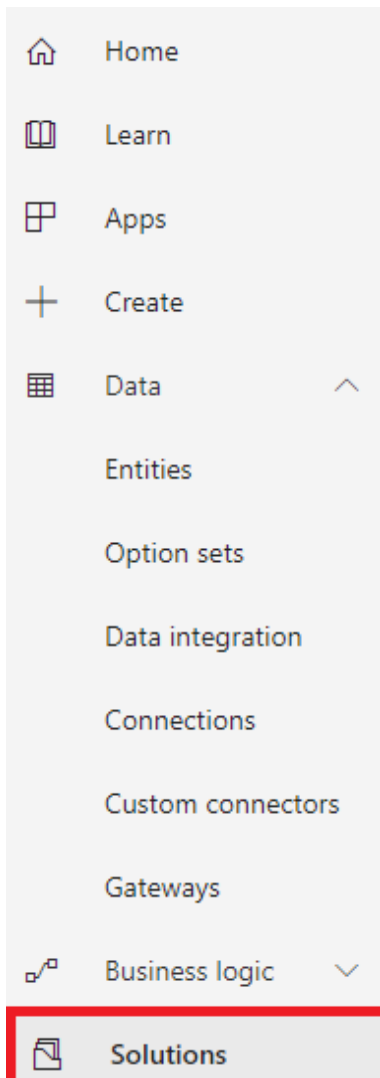 Home
Learn
Apps
Create
Data
Entities
Option sets
Data integration
Connections
Custom connectors
Gateways
Business logic
Solutions